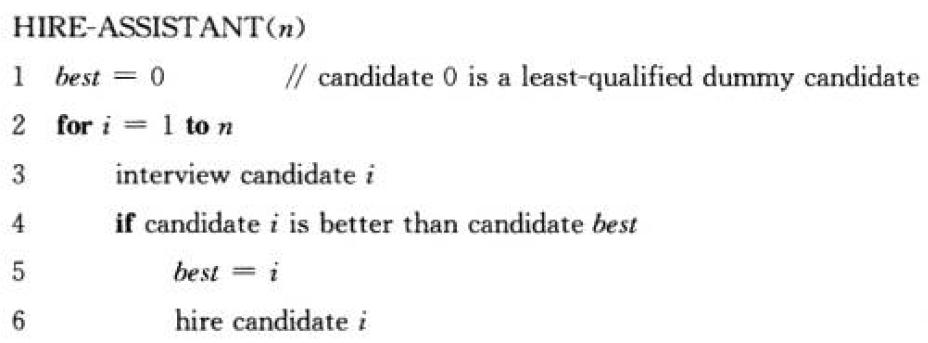 HIRE-ASSISTANT(n)
1 best = 0 // candidate 0 is a least-qualified dummy candidate
2 for i = 1 to n
3 interview candidate i
4 if candidate i is better than candidate best
5 best = i
6 hire candidate i